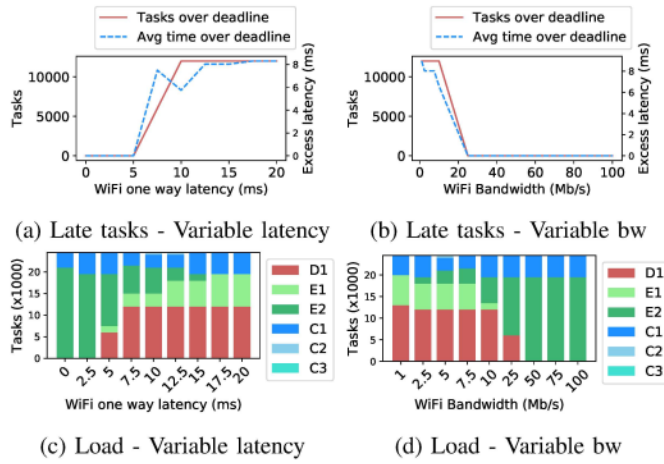 Tasks over deadline
Avg time over deadline
Tasks
10000
5000
0
8
6
4
2
0
Excess latency (ms)
0 5 10 15 20
WiFi one way latency (ms)
(a) Late tasks - Variable latency
Tasks over deadline
Avg time over deadline
Tasks
10000
5000
0
8
6
4
2
0
Excess latency (ms)
0 20 40 60 80 100
WiFi Bandwidth (Mb/s)
(b) Late tasks - Variable bw
Tasks (x1000)
20
15
10
5
0
0 2.5 5 7.5 10 12.5 15 17.5 20
WiFi one way latency (ms)
D1
E1
E2
C1
C2
C3
(c) Load - Variable latency
Tasks (x1000)
20
15
10
5
0
1 2.5 5 7.5 10 25 50 75 100
WiFi Bandwidth (Mb/s)
D1
E1
E2
C1
C2
C3
(d) Load - Variable bw